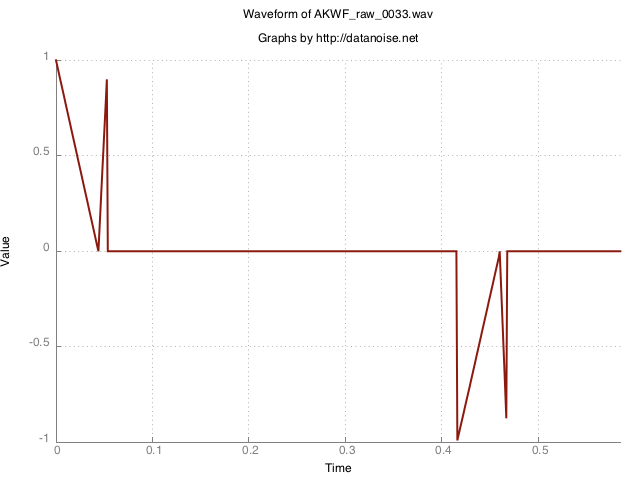 Waveform of AKWF_raw_0033.wav
Graphs by http://datanoise.net
1
0.5
0
-0.5
-1
Value
0 0.1 0.2 0.3 0.4 0.5
Time